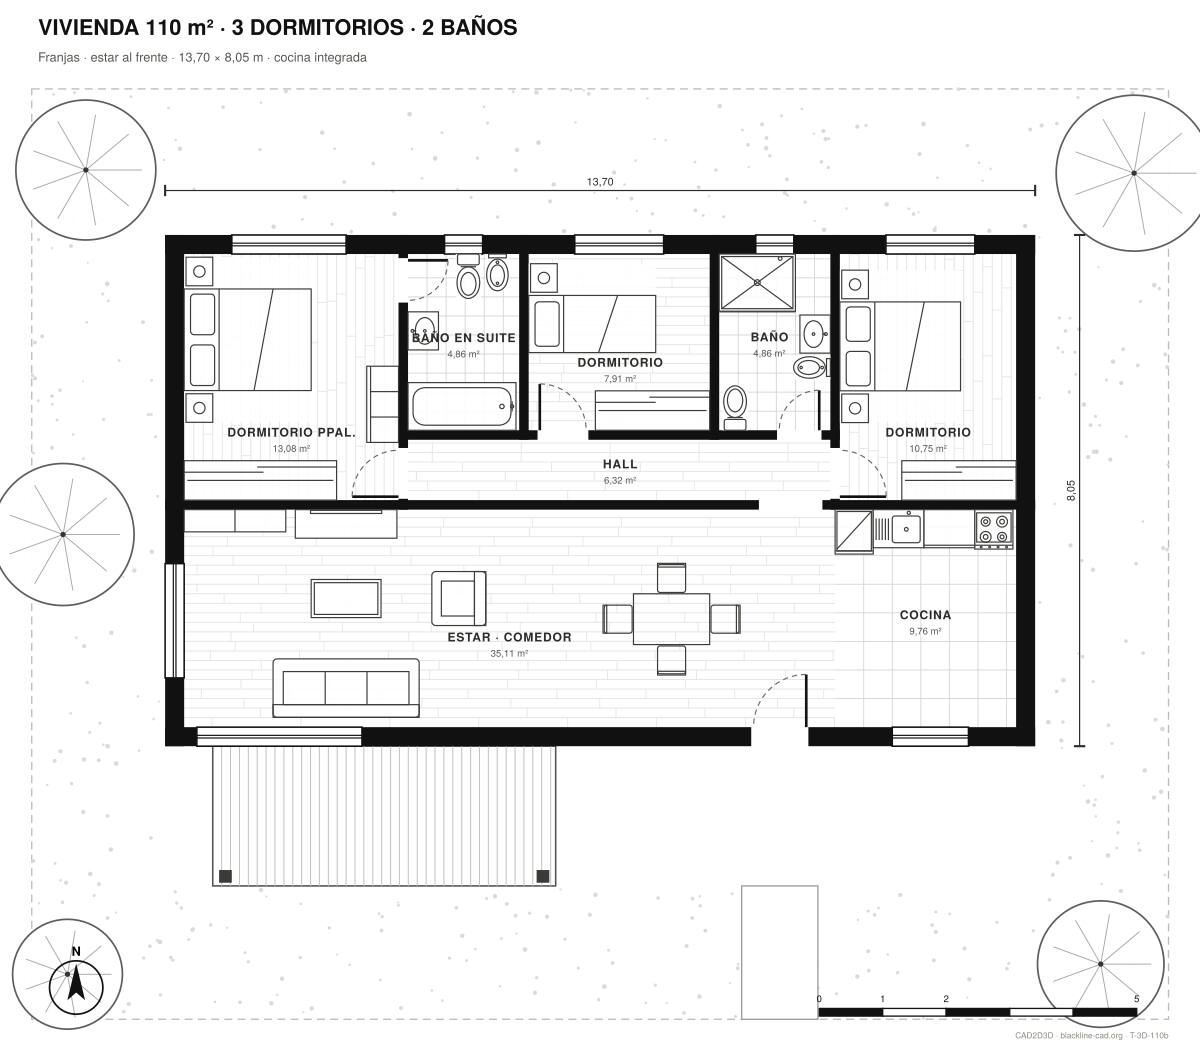 VIVIENDA 110 m² · 3 DORMITORIOS · 2 BAÑOS
Franjas · estar al frente · 13,70 × 8,05 m · cocina integrada
13,70
BAÑO EN SUITE
4,86 m²
BAÑO
4,86 m²
DORMITORIO
7,91 m²
DORMITORIO PPAL.
13,08 m²
DORMITORIO
10,75 m²
HALL
6,32 m²
8,05
COCINA
9,76 m²
ESTAR · COMEDOR
35,11 m²
N
0 1 2 5
CAD2D3D · blackline-cad.org · T-3D-110b